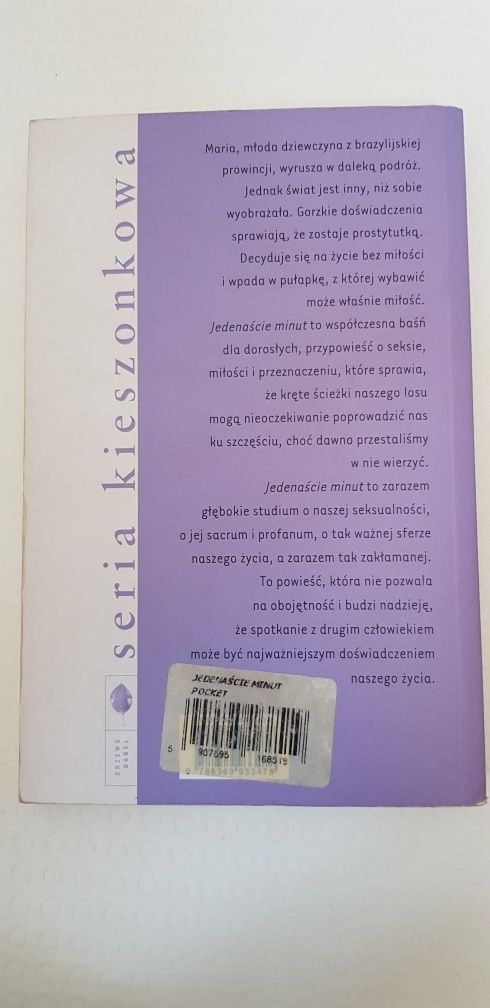 Maria, młoda dziewczyna z brazylijskiej
prowincji, wyrusza w daleką podróż.
Jednak świat jest inny, niż sobie
wyobrażała. Gorzkie doświadczenia
sprawiają, że zostaje prostytutką.
Decyduje się na życie bez miłości
i wpada w pułapkę, z której wybawić
może właśnie miłość.
Jedenaście minut to współczesna baśń
dla dorosłych, przypowieść o seksie,
miłości i przeznaczeniu, które sprawia,
że kręte ścieżki naszego losu
mogą nieoczekiwanie poprowadzić nas
ku szczęściu, choć dawno przestaliśmy
w nie wierzyć.
Jedenaście minut to zarazem
głębokie studium o naszej seksualności,
o jej sacrum i profanum, o tak ważnej sferze
naszego życia, a zarazem tak zakłamanej.
To powieść, która nie pozwala
na obojętność i budzi nadzieję,
że spotkanie z drugim człowiekiem
może być najważniejszym doświadczeniem
naszego życia.
seria kieszonkowa
DRZEWO
BABEL
JEDENAŚCIE MINUT
POCKET
5 907595 168519